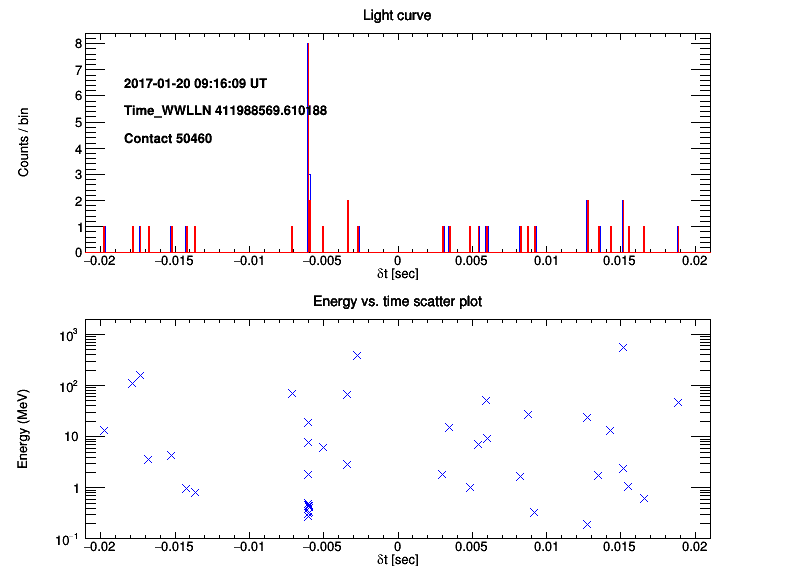 Light curve
8
7
6
5
4
3
2
1
0
Counts / bin
2017-01-20 09:16:09 UT
Time_WWLLN 411988569.610188
Contact 50460
−0.02 −0.015 −0.01 −0.005 0 0.005 0.01 0.015 0.02
δt [sec]
Energy vs. time scatter plot
10³
10²
10
1
10⁻¹
Energy (MeV)
−0.02 −0.015 −0.01 −0.005 0 0.005 0.01 0.015 0.02
δt [sec]